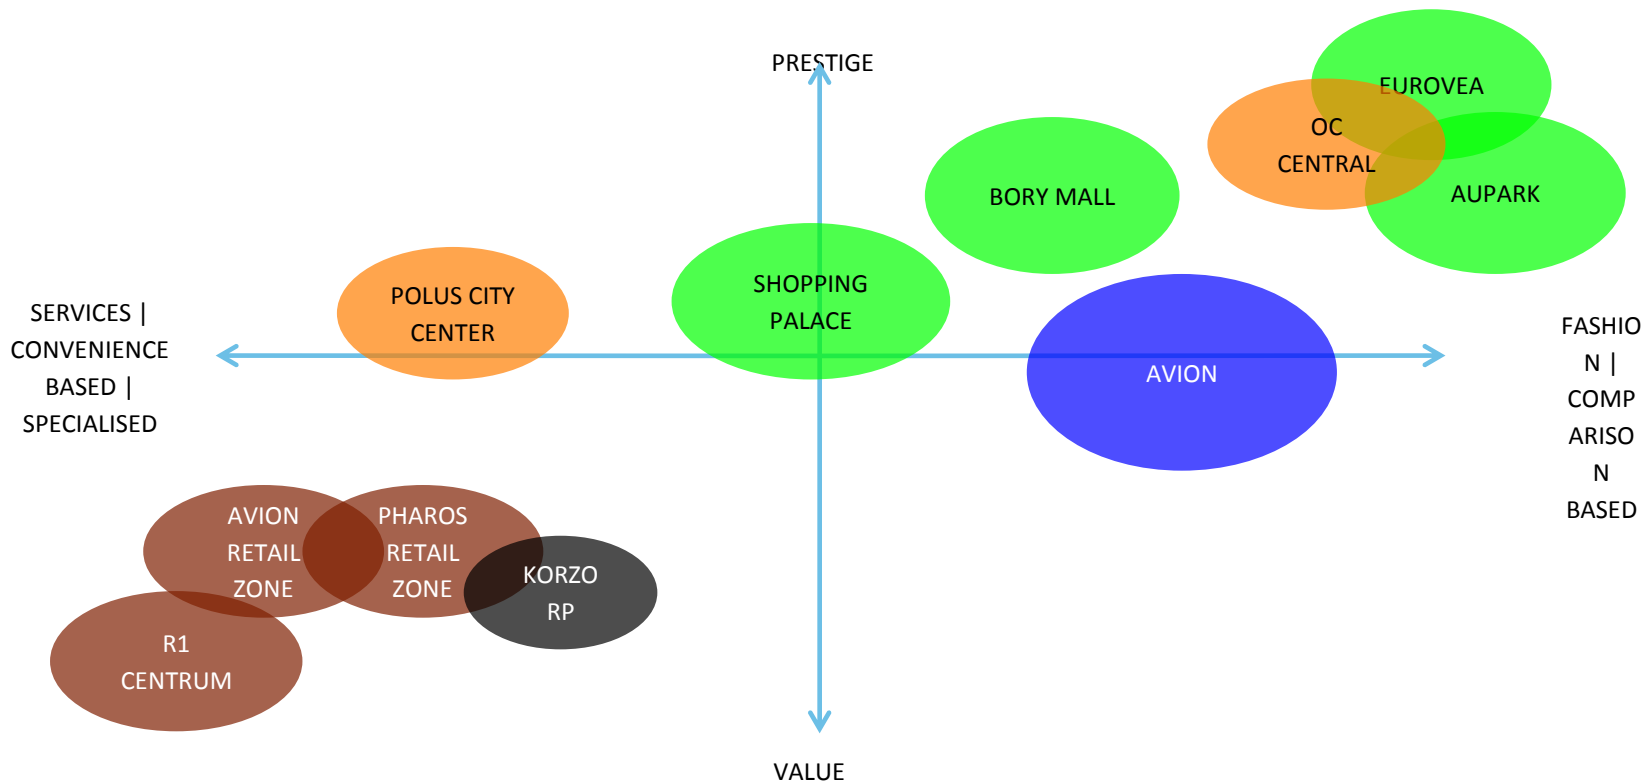 PRESTIGE
EUROVEA
OC
CENTRAL
BORY MALL
AUPARK
SHOPPING
PALACE
POLUS CITY
CENTER
SERVICES |
CONVENIENCE
BASED |
SPECIALISED
FASHIO
N |
COMP
ARISO
N
BASED
AVION
AVION
RETAIL
ZONE
PHAROS
RETAIL
ZONE
KORZO
RP
R1
CENTRUM
VALUE